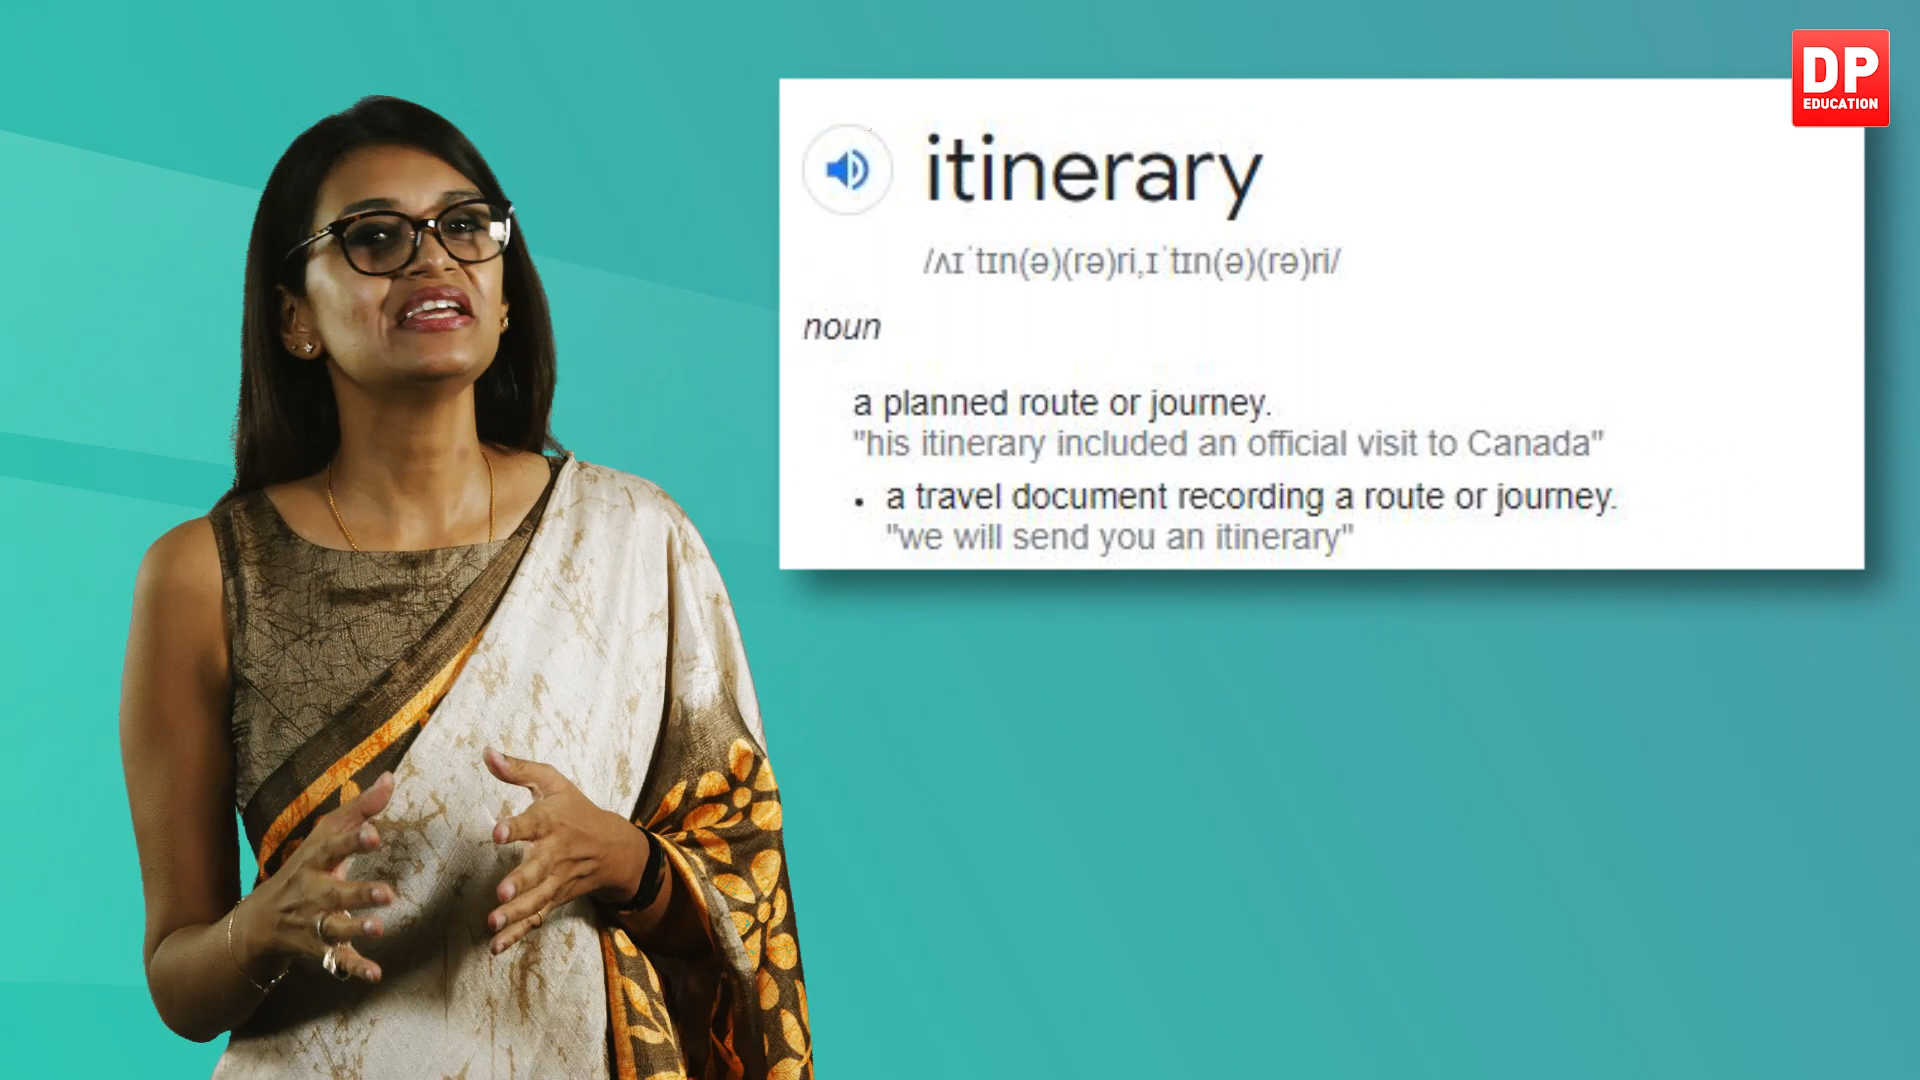 DP
EDUCATION
itinerary
/ʌɪˈtɪn(ə)(rə)ri,ɪˈtɪn(ə)(rə)ri/
noun
a planned route or journey.
"his itinerary included an official visit to Canada"
• a travel document recording a route or journey.
"we will send you an itinerary"